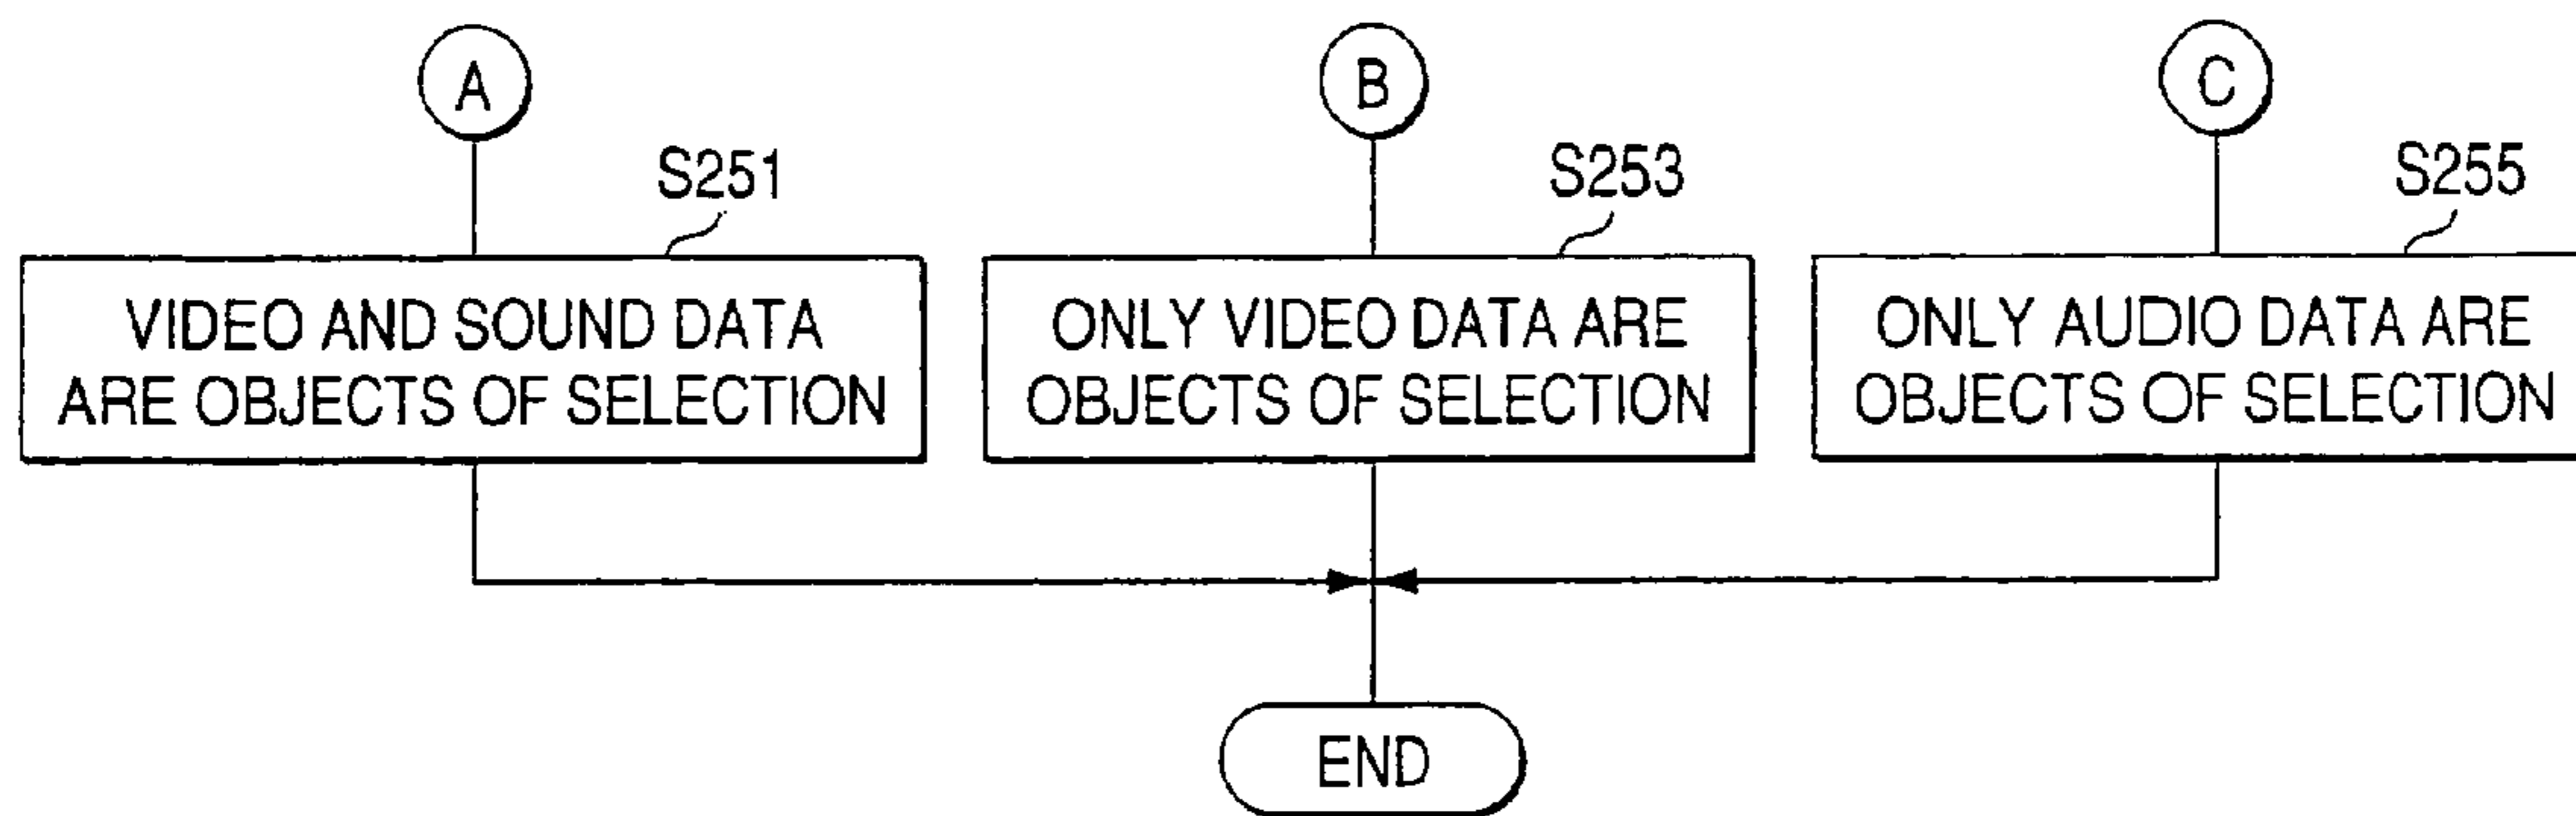 A
B
C
S251
S253
S255
VIDEO AND SOUND DATA
ARE OBJECTS OF SELECTION
ONLY VIDEO DATA ARE
OBJECTS OF SELECTION
ONLY AUDIO DATA ARE
OBJECTS OF SELECTION
END